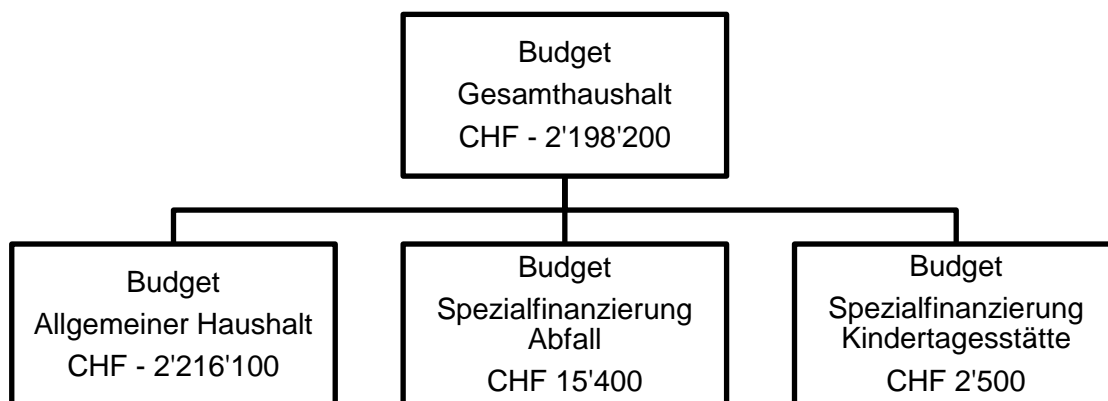 Budget
Gesamthaushalt
CHF - 2'198'200
Budget
Allgemeiner Haushalt
CHF - 2'216'100
Budget
Spezialfinanzierung
Abfall
CHF 15'400
Budget
Spezialfinanzierung
Kindertagesstätte
CHF 2'500